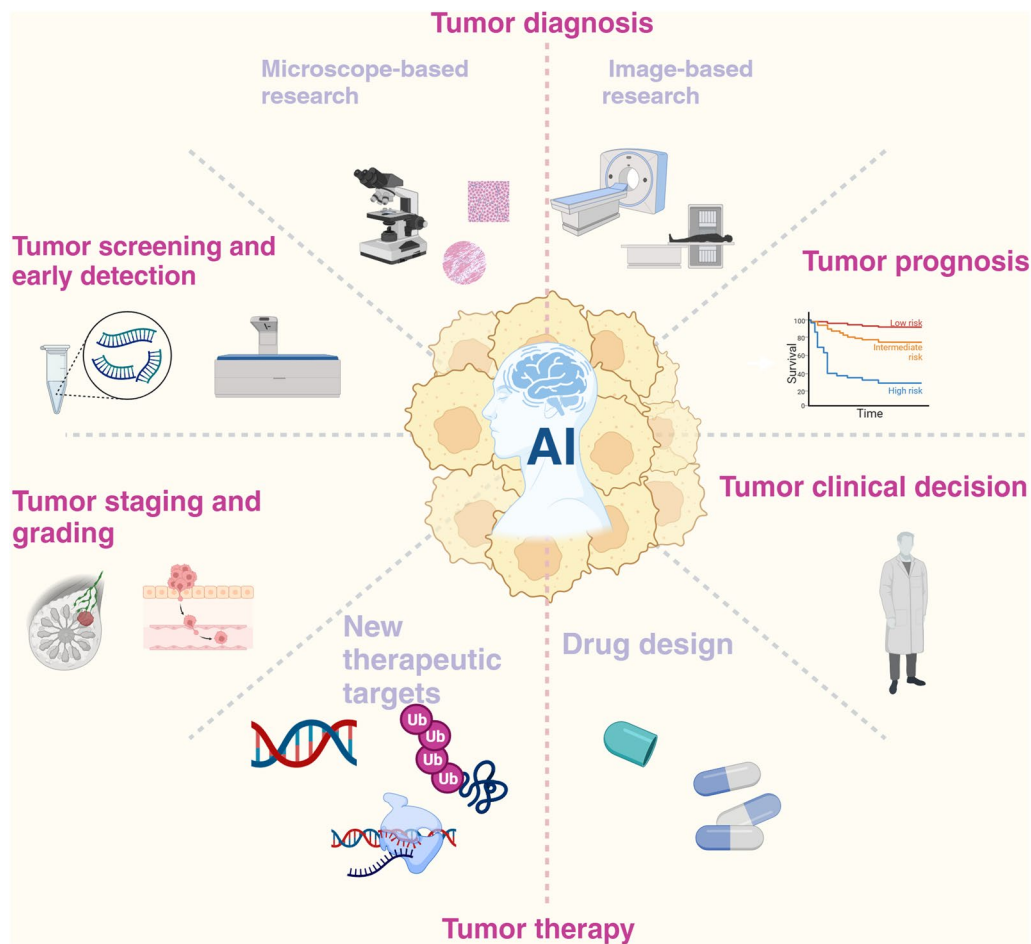 Tumor diagnosis
Microscope-based
research
Image-based
research
Tumor screening and
early detection
Tumor prognosis
100
80
60
40
20
0
Survival
Time
Low risk
Intermediate
risk
High risk
AI
Tumor staging and
grading
Tumor clinical decision
New
therapeutic
targets
Drug design
Ub
Ub
Ub
Ub
Tumor therapy